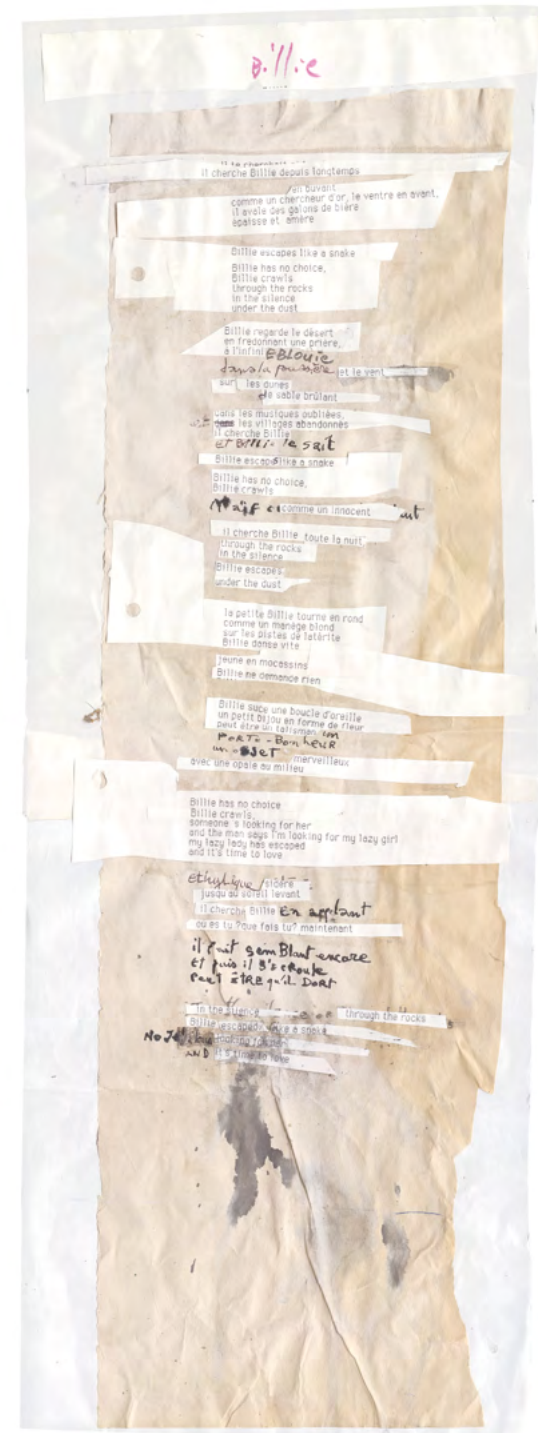 Billie
il cherche Billie depuis longtemps
en buvant
comme un chercheur d'or, le ventre en avant,
il avale des galons de bière
épaisse et amère
Billie escapes like a snake
Billie has no choice,
Billie crawls
through the rocks
in the silence
under the dust
Billie regarde le désert
en fredonnant une prière,
à l'infini EBLOUIE
dans la poussière et le vent
sur les dunes
de sable brûlant
dans les musiques oubliées,
les villages abandonnés
il cherche Billie
ET Billie le sait
Billie escapes like a snake
Billie has no choice,
Billie crawls
Naïf comme un innocent
il cherche Billie toute la nuit
through the rocks
in the silence
Billie escapes
under the dust
la petite Billie tourne en rond
comme un manège blond
sur les pistes de latérite
Billie danse vite
jeune en mocassins
Billie ne demande rien
Billie suce une boucle d'oreille
un petit bijou en forme de fleur
peut être un talisman un
PORTE-BonHEUR
un OBJET merveilleux
avec une opale au milieu
Billie has no choice
Billie crawls,
someone s looking for her
and the man says I'm looking for my lazy girl
my lazy lady has escaped
and it's time to love
Ethylique / sidéré
jusqu'au soleil levant
il cherche Billie En appelant
où es tu ?que fais tu? maintenant
il fait semBlant encore
ET puis il s'écroule
PeuT ÊTRE qu'il DoRT
in the silence through the rocks
Billie escaped like a snake
looking for her
AND it's time to love